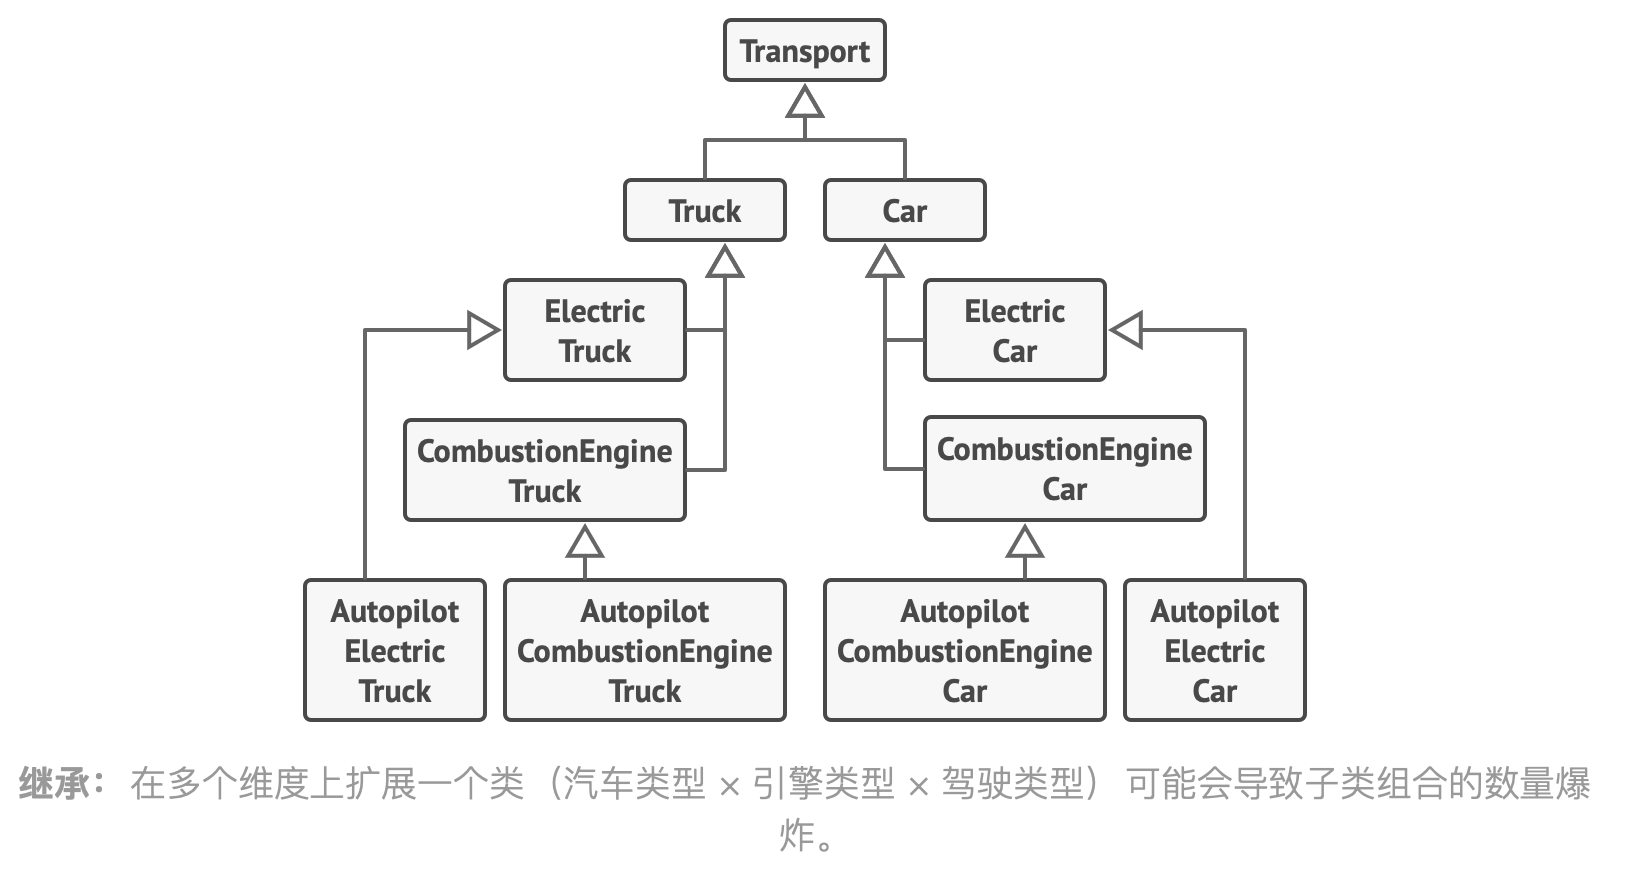 Transport
Truck
Car
Electric
Truck
Electric
Car
CombustionEngine
Truck
CombustionEngine
Car
Autopilot
Electric
Truck
Autopilot
CombustionEngine
Truck
Autopilot
CombustionEngine
Car
Autopilot
Electric
Car
继承： 在多个维度上扩展一个类 （汽车类型 × 引擎类型 × 驾驶类型） 可能会导致子类组合的数量爆
炸。